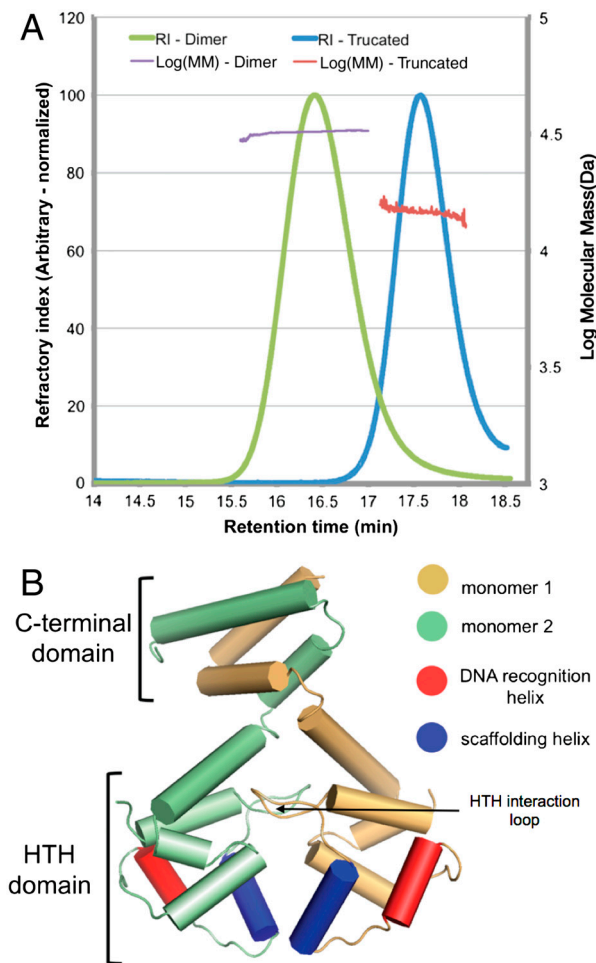 A
RI - Dimer
RI - Trucated
Log(MM) - Dimer
Log(MM) - Truncated
Refractory index (Arbitrary - normalized)
120
100
80
60
40
20
0
14 14.5 15 15.5 16 16.5 17 17.5 18 18.5
Retention time (min)
5
4.5
4
3.5
3
Log Molecular Mass(Da)
B
C-terminal
domain
HTH
domain
monomer 1
monomer 2
DNA recognition
helix
scaffolding helix
HTH interaction
loop